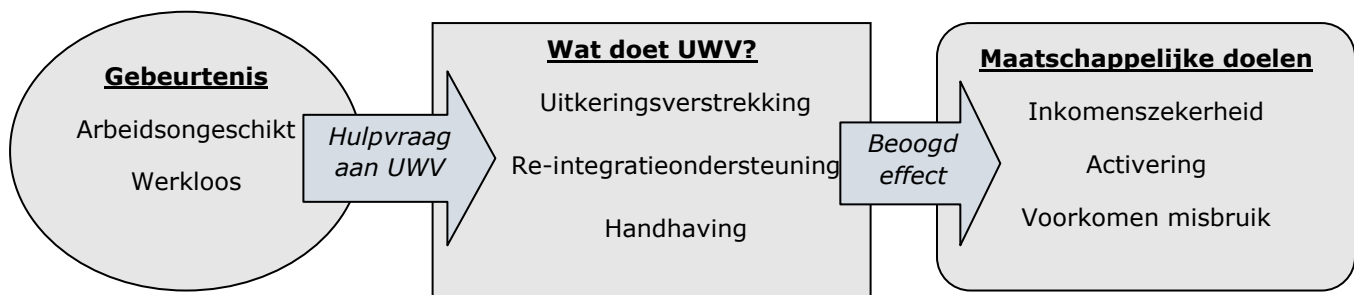 Gebeurtenis
Arbeidsongeschikt
Werkloos
Hulpvraag
aan UWV
Wat doet UWV?
Uitkeringsverstrekking
Re-integratieondersteuning
Handhaving
Beoogd
effect
Maatschappelijke doelen
Inkomenszekerheid
Activering
Voorkomen misbruik